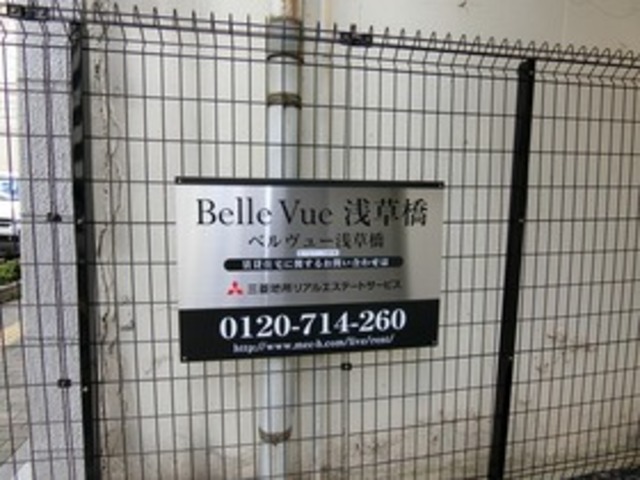 Belle Vue 浅草橋
ベルヴュー浅草橋
賃貸住宅に関するお問い合わせは
三菱地所リアルエステートサービス
0120-714-260
http://www.mec-h.com/live/rent/